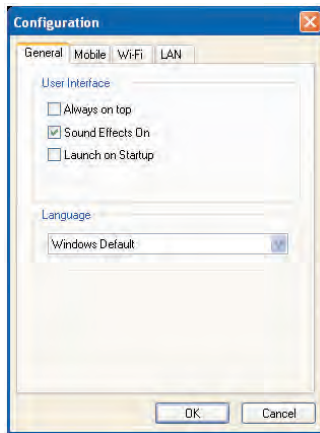 Configuration
General Mobile Wi-Fi LAN
User Interface
Always on top
Sound Effects On
Launch on Startup
Language
Windows Default
OK Cancel